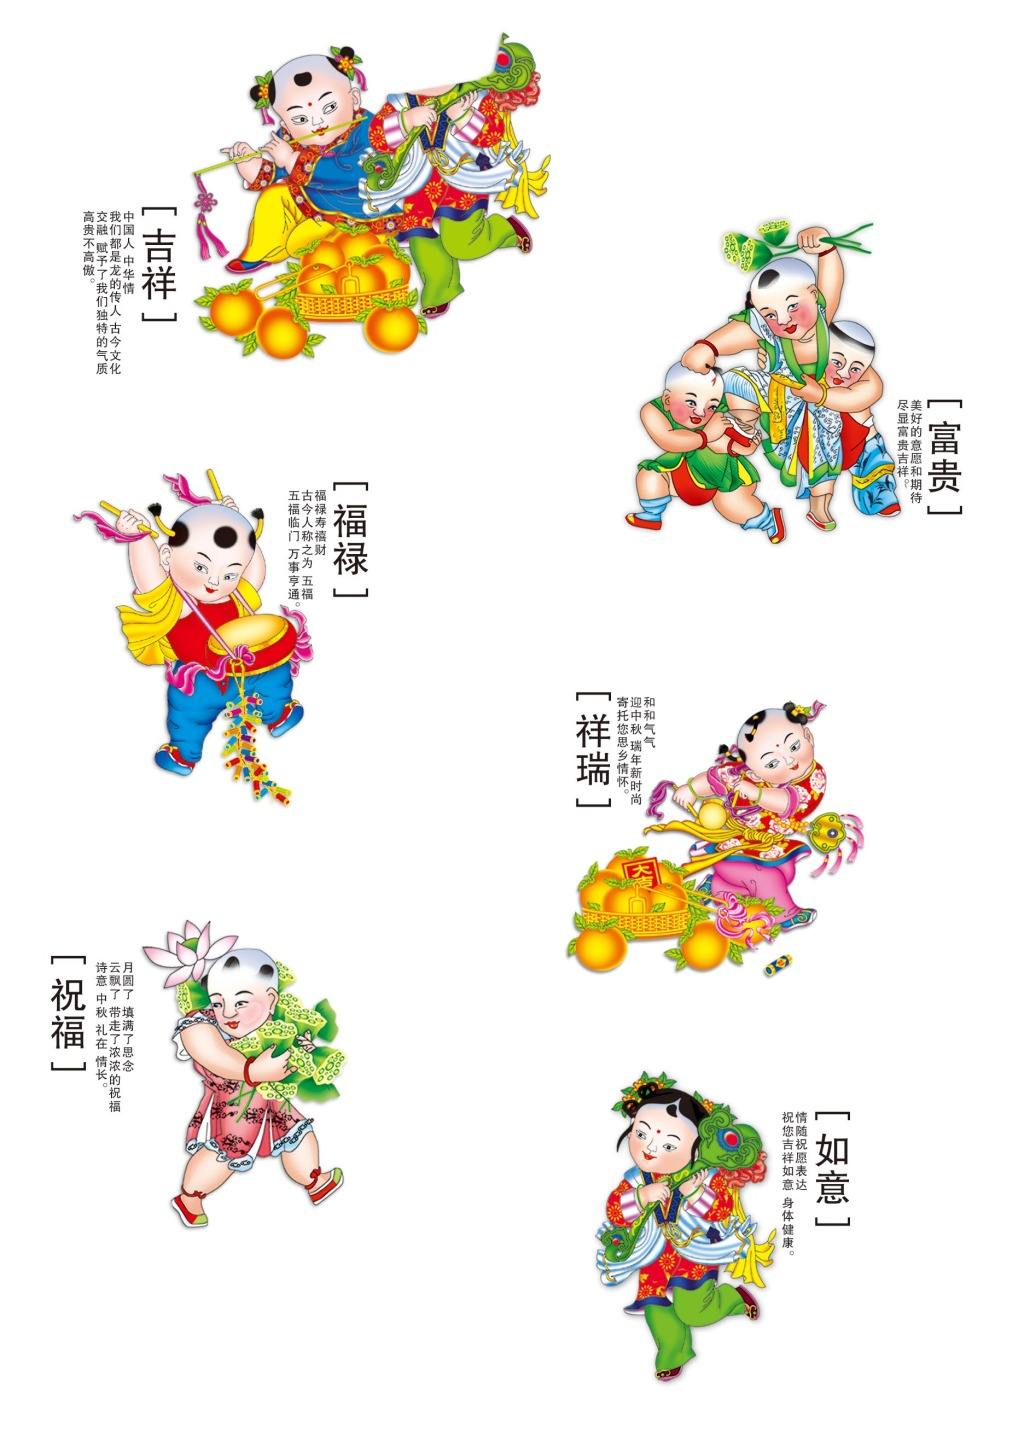 吉祥
中国人 中华情
我们都是龙的传人 古今文化
交融 赋予了我们独特的气质
高贵不高傲。
富贵
美好的意愿和期待
尽显富贵吉祥。
福禄
福禄寿禧财
古今人称之为 五福
五福临门 万事亨通。
祥瑞
和和气气
迎中秋 瑞年新时尚
寄托您思乡情怀。
大吉
祝福
月圆了 填满了思念
云飘了 带走了浓浓的祝福
诗意 中秋 礼在 情长。
如意
情随祝愿表达
祝您吉祥如意 身体健康。